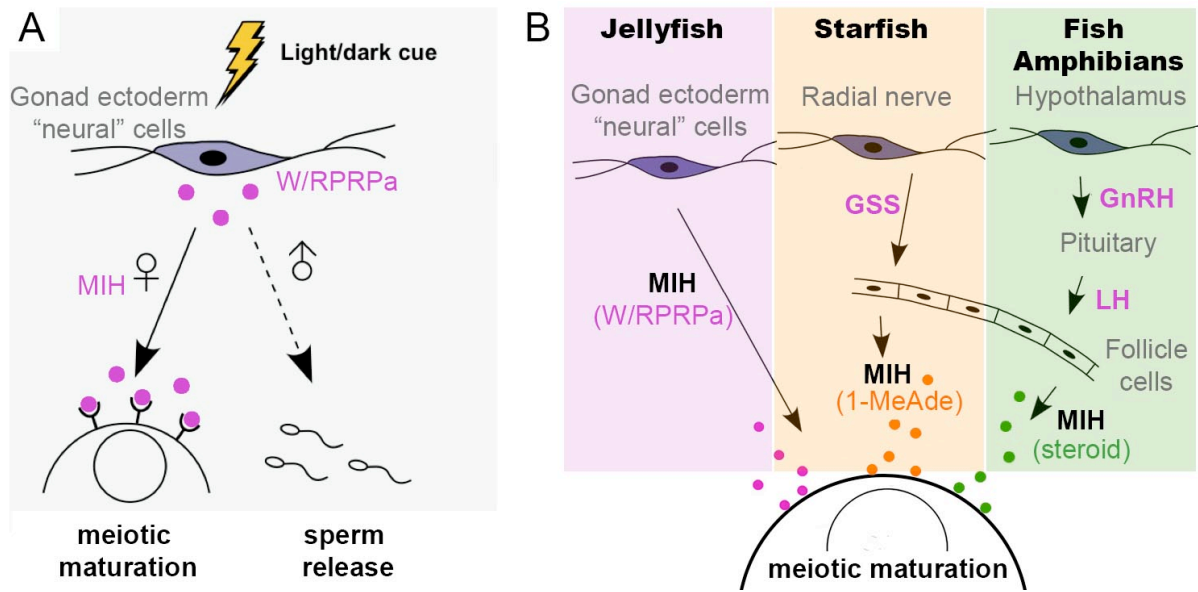 A
Light/dark cue
Gonad ectoderm
“neural” cells
W/RPRPa
MIH
meiotic
maturation
sperm
release
B
Jellyfish
Gonad ectoderm
“neural” cells
MIH
(W/RPRPa)
Starfish
Radial nerve
GSS
MIH
(1-MeAde)
Fish
Amphibians
Hypothalamus
GnRH
Pituitary
LH
Follicle
cells
MIH
(steroid)
meiotic maturation